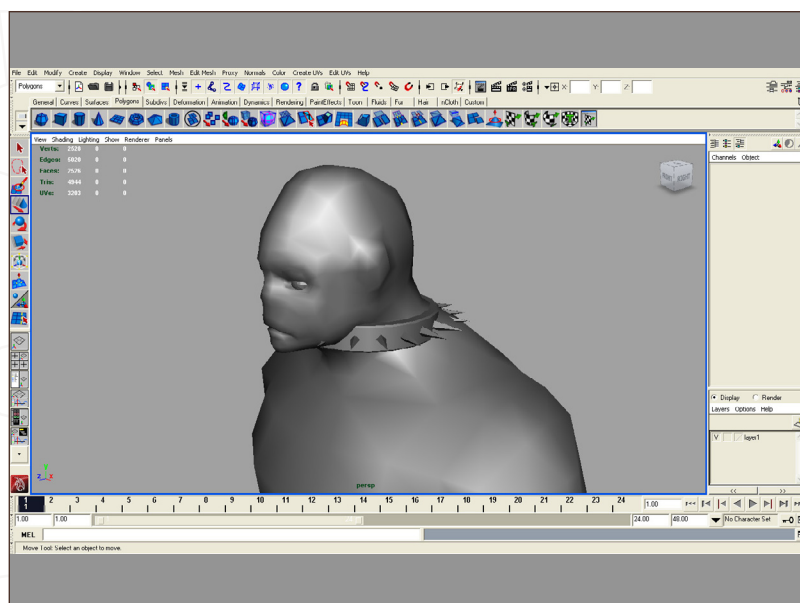 File Edit Modify Create Display Window Select Mesh Edit Mesh Proxy Normals Color Create UVs Edit UVs Help
Polygons X: Y: Z:
General Curves Surfaces Polygons Subdivs Deformation Animation Dynamics Rendering PaintEffects Toon Fluids Fur Hair nCloth Custom
View Shading Lighting Show Renderer Panels
Verts: 2520 0 0
Edges: 5020 0 0
Faces: 2526 0 0
Tris: 4944 0 0
UVs: 3203 0 0
Channels Object
persp
Display Render
Layers Options Help
V layer1
1 2 3 4 5 6 7 8 9 10 11 12 13 14 15 16 17 18 19 20 21 22 23 24 1.00
1
1.00 1.00 24 24.00 48.00 No Character Set
MEL
Move Tool: Select an object to move.